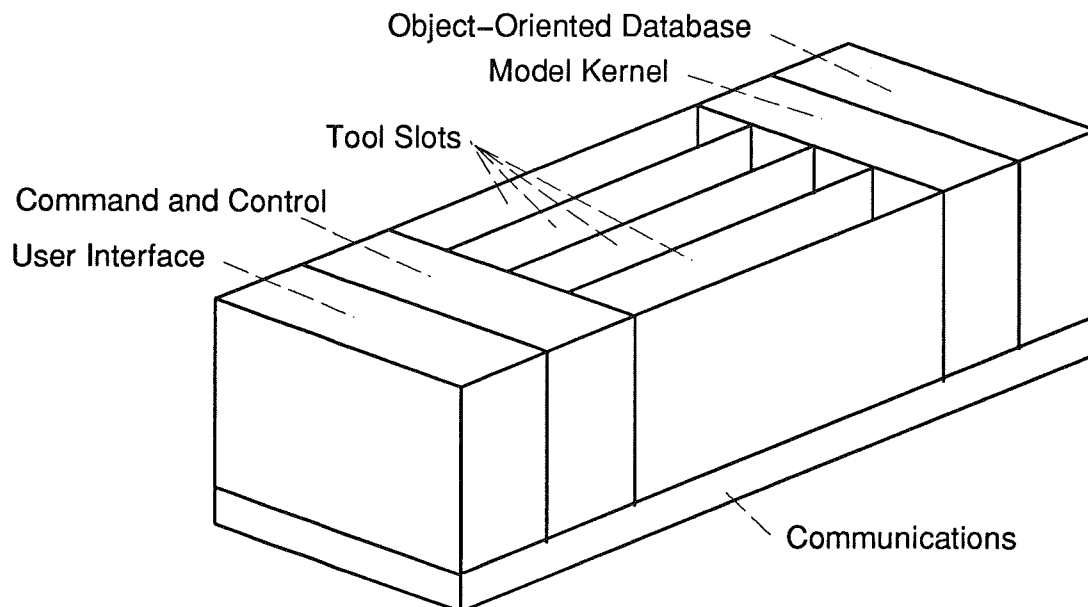 Object-Oriented Database
Model Kernel
Tool Slots
Command and Control
User Interface
Communications